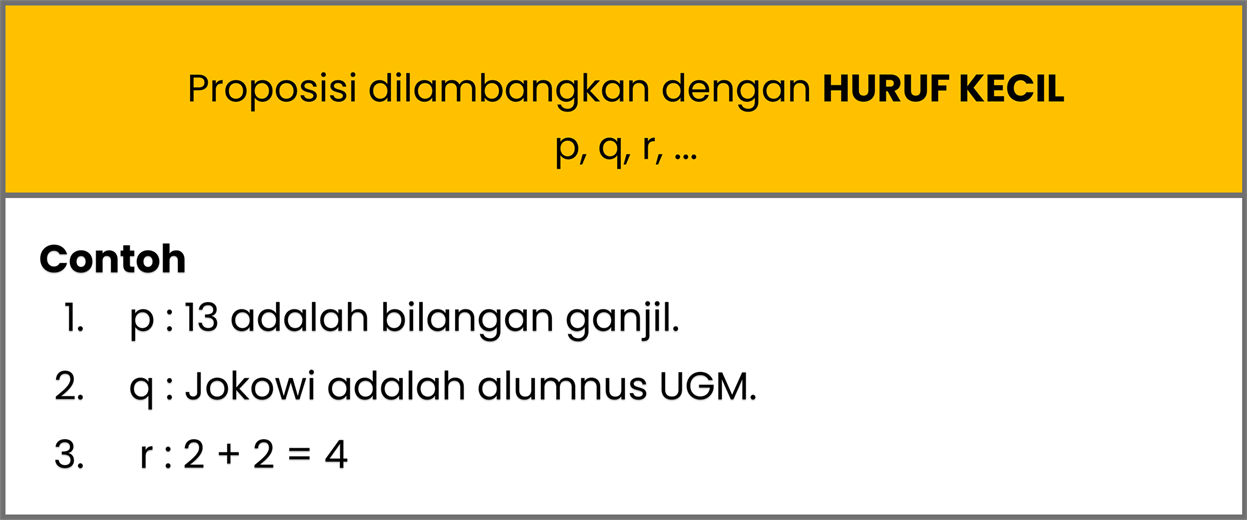 Proposisi dilambangkan dengan HURUF KECIL
p, q, r, ...
Contoh
1. p : 13 adalah bilangan ganjil.
2. q : Jokowi adalah alumnus UGM.
3. r : 2 + 2 = 4